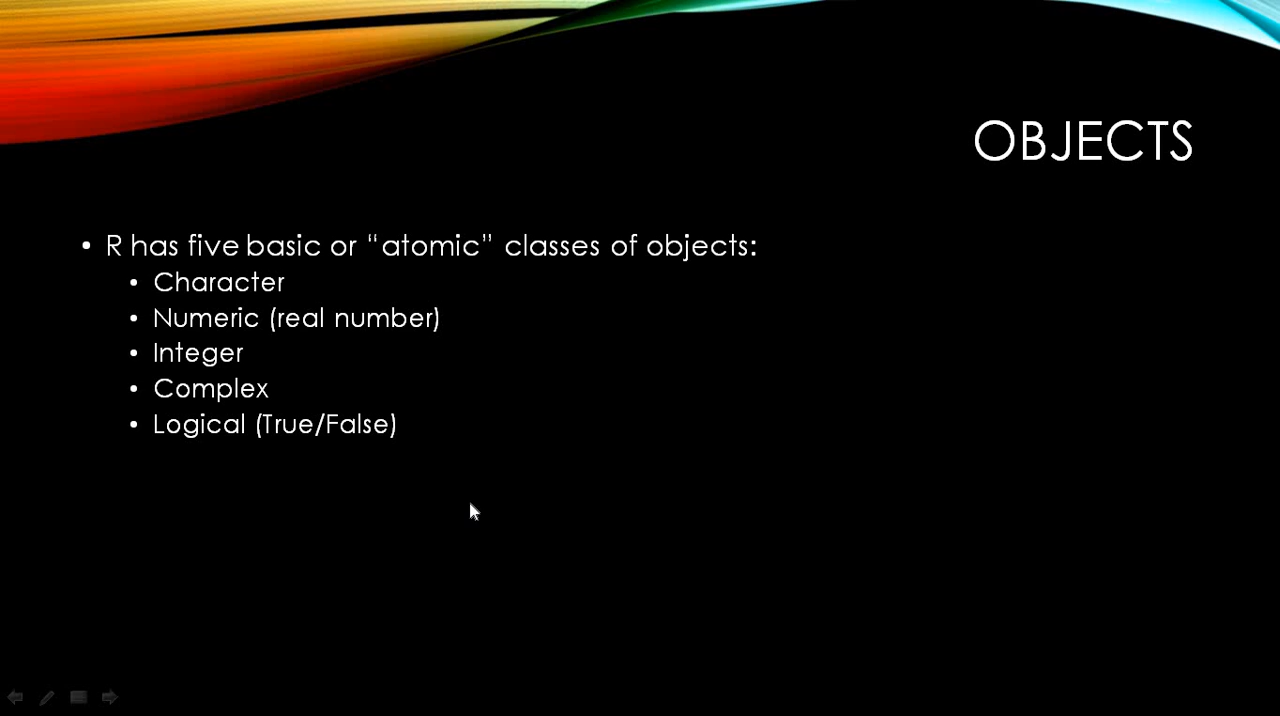 OBJECTS
• R has five basic or “atomic” classes of objects:
• Character
• Numeric (real number)
• Integer
• Complex
• Logical (True/False)